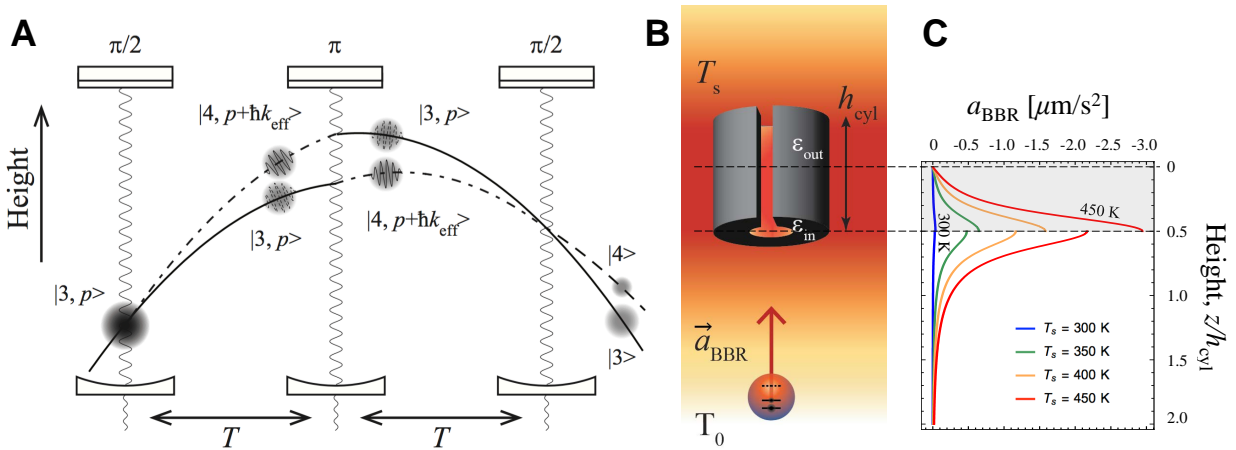 A
π/2
π
π/2
Height
|4, p+ħk_eff>
|3, p>
|3, p>
|4, p+ħk_eff>
|3, p>
|4>
|3>
T
T
B
T_s
h_cyl
ε_out
ε_in
a⃗_BBR
T_0
C
a_BBR [μm/s²]
0 -0.5 -1.0 -1.5 -2.0 -2.5 -3.0
0
0.5
1.0
1.5
2.0
300 K
450 K
Height, z/h_cyl
T_s = 300 K
T_s = 350 K
T_s = 400 K
T_s = 450 K